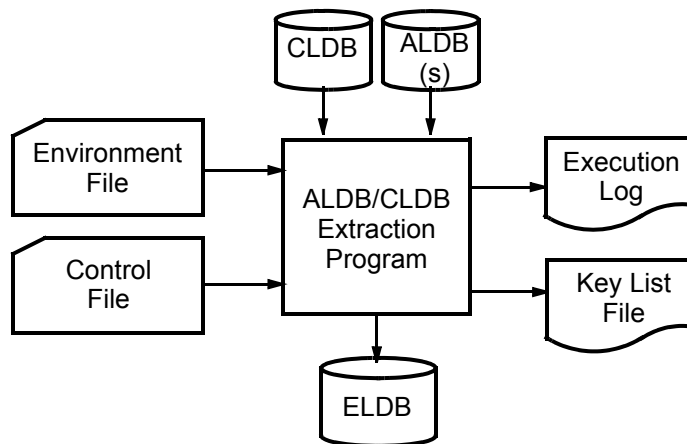 CLDB
ALDB
(s)
Environment
File
ALDB/CLDB
Extraction
Program
Execution
Log
Control
File
Key List
File
ELDB